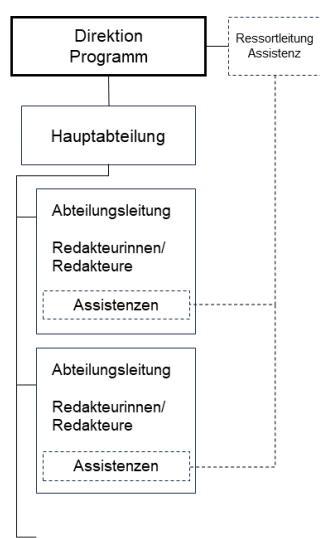 Direktion
Programm
Ressortleitung
Assistenz
Hauptabteilung
Abteilungsleitung
Redakteurinnen/
Redakteure
Assistenzen
Abteilungsleitung
Redakteurinnen/
Redakteure
Assistenzen